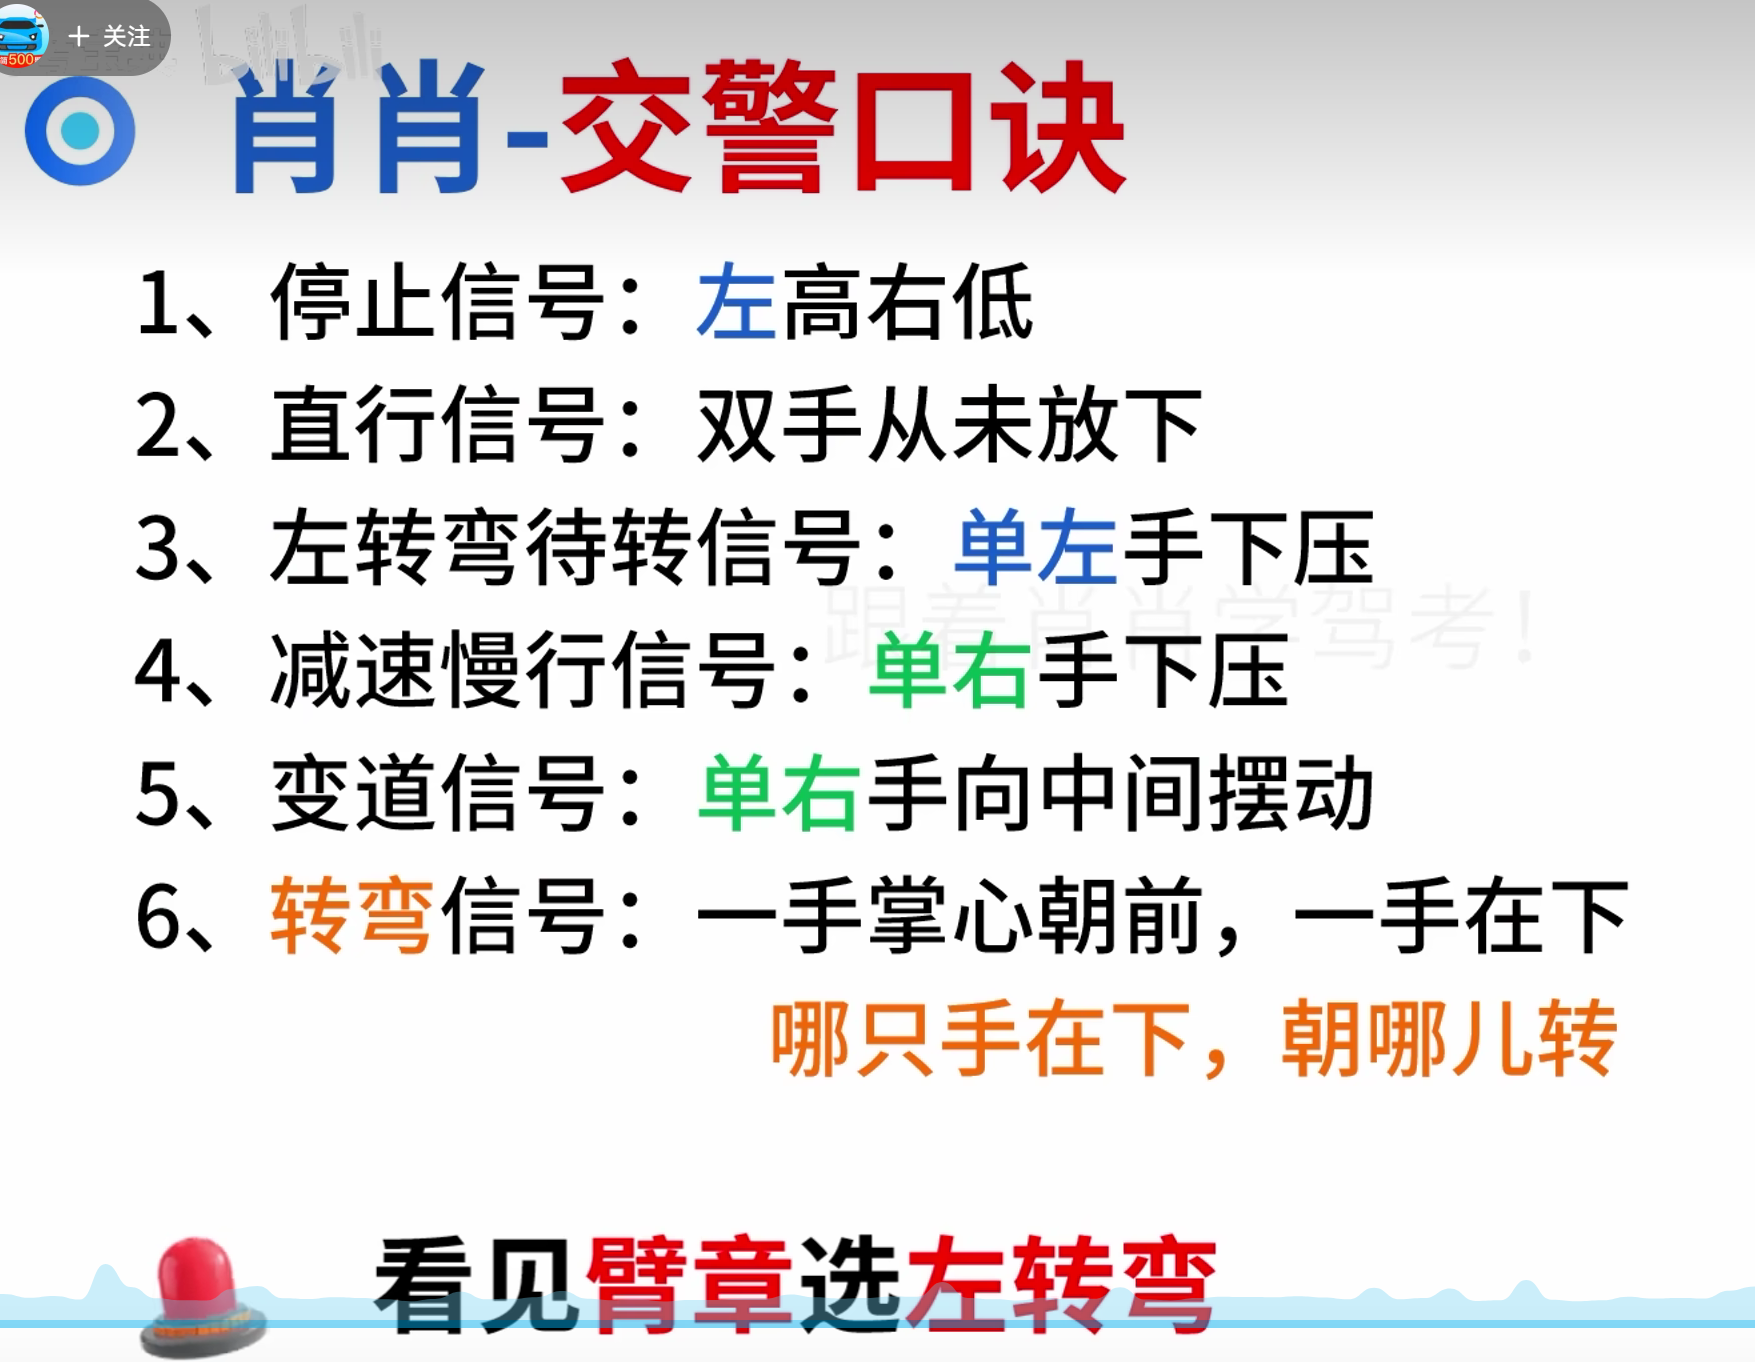 + 关注
bilibili
500
肖肖-交警口诀
1、停止信号：左高右低
2、直行信号：双手从未放下
3、左转弯待转信号：单左手下压
跟着肖肖学驾考！
4、减速慢行信号：单右手下压
5、变道信号：单右手向中间摆动
6、转弯信号：一手掌心朝前，一手在下
哪只手在下，朝哪儿转
看见臂章选左转弯